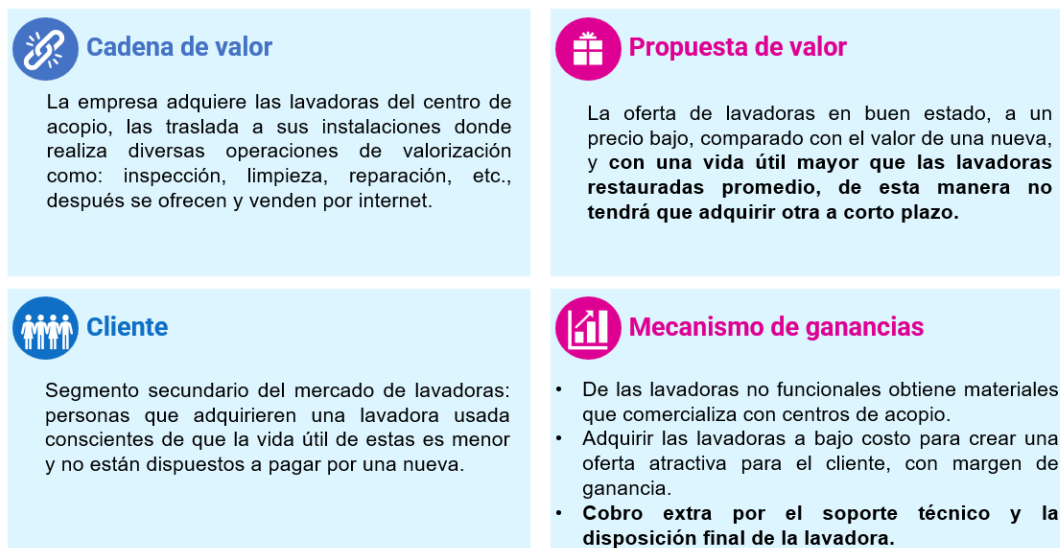 Cadena de valor
La empresa adquiere las lavadoras del centro de
acopio, las traslada a sus instalaciones donde
realiza diversas operaciones de valorización
como: inspección, limpieza, reparación, etc.,
después se ofrecen y venden por internet.
Propuesta de valor
La oferta de lavadoras en buen estado, a un
precio bajo, comparado con el valor de una nueva,
y con una vida útil mayor que las lavadoras
restauradas promedio, de esta manera no
tendrá que adquirir otra a corto plazo.
Cliente
Segmento secundario del mercado de lavadoras:
personas que adquirieren una lavadora usada
conscientes de que la vida útil de estas es menor
y no están dispuestos a pagar por una nueva.
Mecanismo de ganancias
• De las lavadoras no funcionales obtiene materiales
que comercializa con centros de acopio.
• Adquirir las lavadoras a bajo costo para crear una
oferta atractiva para el cliente, con margen de
ganancia.
• Cobro extra por el soporte técnico y la
disposición final de la lavadora.